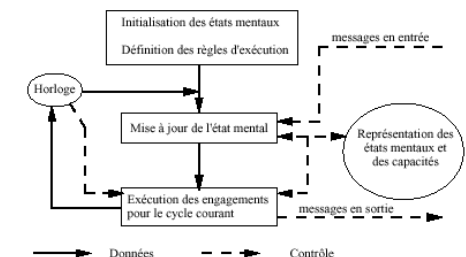 Initialisation des états mentaux
Définition des règles d'exécution
messages en entrée
Horloge
Mise à jour de l'état mental
Représentation des
états mentaux et
des capacités
Exécution des engagements
pour le cycle courant
messages en sortie
Données
Contrôle